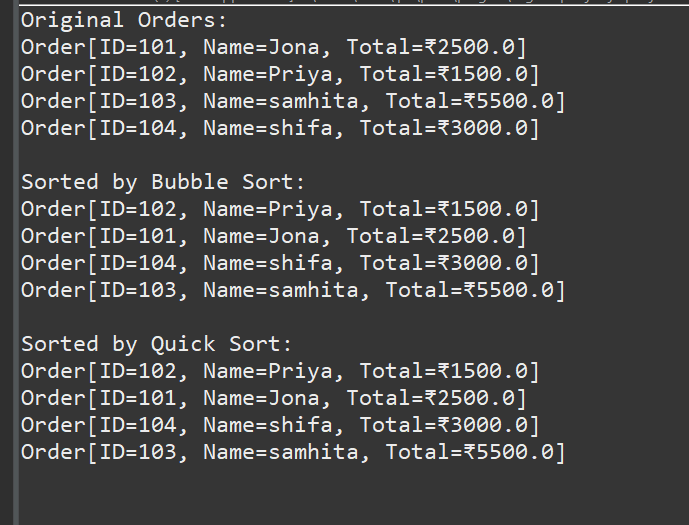 Original Orders:
Order[ID=101, Name=Jona, Total=₹2500.0]
Order[ID=102, Name=Priya, Total=₹1500.0]
Order[ID=103, Name=samhita, Total=₹5500.0]
Order[ID=104, Name=shifa, Total=₹3000.0]

Sorted by Bubble Sort:
Order[ID=102, Name=Priya, Total=₹1500.0]
Order[ID=101, Name=Jona, Total=₹2500.0]
Order[ID=104, Name=shifa, Total=₹3000.0]
Order[ID=103, Name=samhita, Total=₹5500.0]

Sorted by Quick Sort:
Order[ID=102, Name=Priya, Total=₹1500.0]
Order[ID=101, Name=Jona, Total=₹2500.0]
Order[ID=104, Name=shifa, Total=₹3000.0]
Order[ID=103, Name=samhita, Total=₹5500.0]